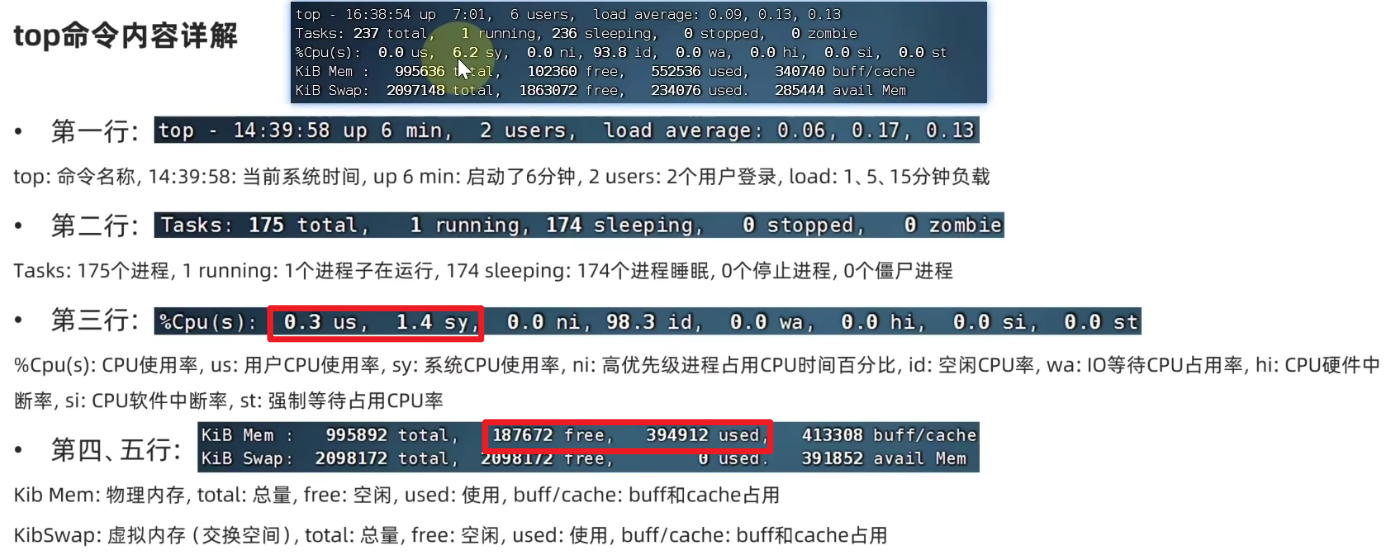 top命令内容详解
top - 16:38:54 up  7:01,  6 users,  load average: 0.09, 0.13, 0.13
Tasks: 237 total,   1 running, 236 sleeping,   0 stopped,   0 zombie
%Cpu(s):  0.0 us,  6.2 sy,  0.0 ni, 93.8 id,  0.0 wa,  0.0 hi,  0.0 si,  0.0 st
KiB Mem :   995636 total,   102360 free,   552536 used,   340740 buff/cache
KiB Swap:  2097148 total,  1863072 free,   234076 used.   285444 avail Mem
• 第一行: top - 14:39:58 up 6 min,  2 users,  load average: 0.06, 0.17, 0.13
top: 命令名称, 14:39:58: 当前系统时间, up 6 min: 启动了6分钟, 2 users: 2个用户登录, load: 1、5、15分钟负载
• 第二行: Tasks: 175 total,   1 running, 174 sleeping,   0 stopped,   0 zombie
Tasks: 175个进程, 1 running: 1个进程子在运行, 174 sleeping: 174个进程睡眠, 0个停止进程, 0个僵尸进程
• 第三行: %Cpu(s):  0.3 us,  1.4 sy,  0.0 ni, 98.3 id,  0.0 wa,  0.0 hi,  0.0 si,  0.0 st
%Cpu(s): CPU使用率, us: 用户CPU使用率, sy: 系统CPU使用率, ni: 高优先级进程占用CPU时间百分比, id: 空闲CPU率, wa: IO等待CPU占用率, hi: CPU硬件中
断率, si: CPU软件中断率, st: 强制等待占用CPU率
• 第四、五行: KiB Mem :   995892 total,   187672 free,   394912 used,   413308 buff/cache
KiB Swap:  2098172 total,  2098172 free,        0 used.   391852 avail Mem
Kib Mem: 物理内存, total: 总量, free: 空闲, used: 使用, buff/cache: buff和cache占用
KibSwap: 虚拟内存 (交换空间), total: 总量, free: 空闲, used: 使用, buff/cache: buff和cache占用